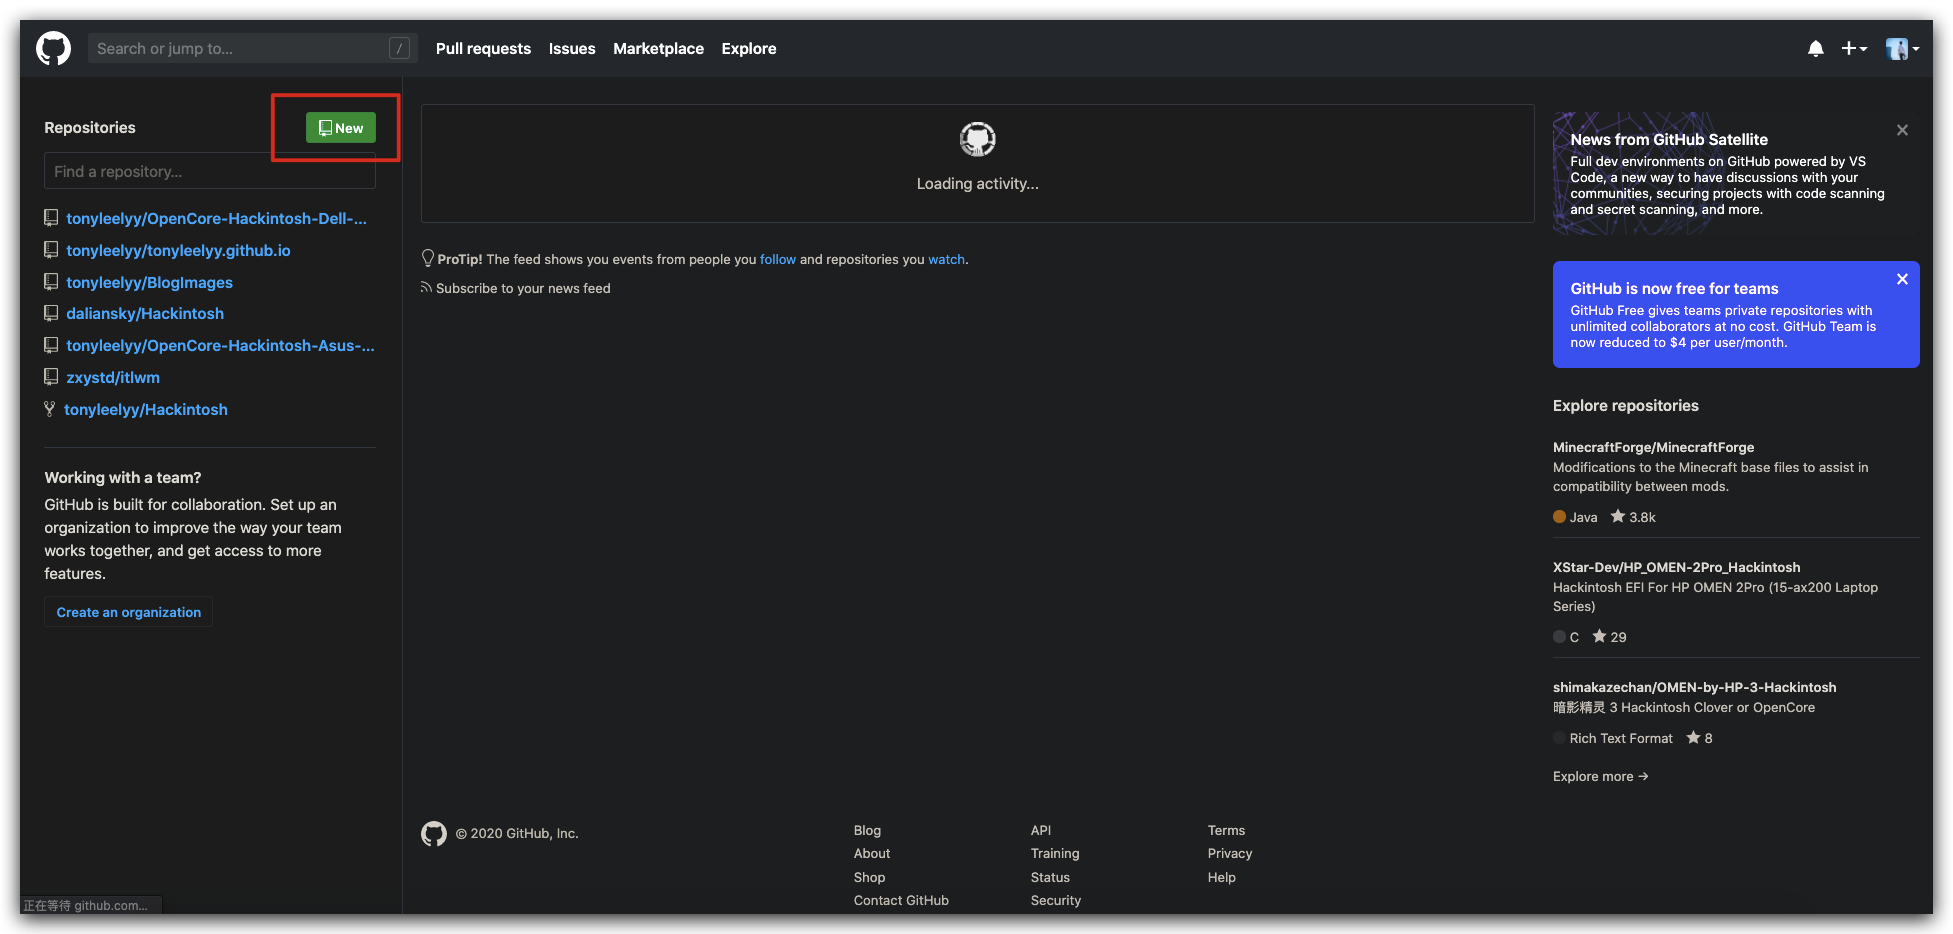 Search or jump to...
/
Pull requests
Issues
Marketplace
Explore
Repositories
New
Find a repository...
tonyleelyy/OpenCore-Hackintosh-Dell-...
tonyleelyy/tonyleelyy.github.io
tonyleelyy/BlogImages
daliansky/Hackintosh
tonyleelyy/OpenCore-Hackintosh-Asus-...
zxystd/itlwm
tonyleelyy/Hackintosh
Working with a team?
GitHub is built for collaboration. Set up an
organization to improve the way your team
works together, and get access to more
features.
Create an organization
Loading activity...
ProTip! The feed shows you events from people you follow and repositories you watch.
Subscribe to your news feed
News from GitHub Satellite
Full dev environments on GitHub powered by VS
Code, a new way to have discussions with your
communities, securing projects with code scanning
and secret scanning, and more.
GitHub is now free for teams
GitHub Free gives teams private repositories with
unlimited collaborators at no cost. GitHub Team is
now reduced to $4 per user/month.
Explore repositories
MinecraftForge/MinecraftForge
Modifications to the Minecraft base files to assist in
compatibility between mods.
Java 3.8k
XStar-Dev/HP_OMEN-2Pro_Hackintosh
Hackintosh EFI For HP OMEN 2Pro (15-ax200 Laptop
Series)
C 29
shimakazechan/OMEN-by-HP-3-Hackintosh
暗影精灵 3 Hackintosh Clover or OpenCore
Rich Text Format 8
Explore more →
© 2020 GitHub, Inc.
Blog
About
Shop
Contact GitHub
API
Training
Status
Security
Terms
Privacy
Help
正在等待 github.com...